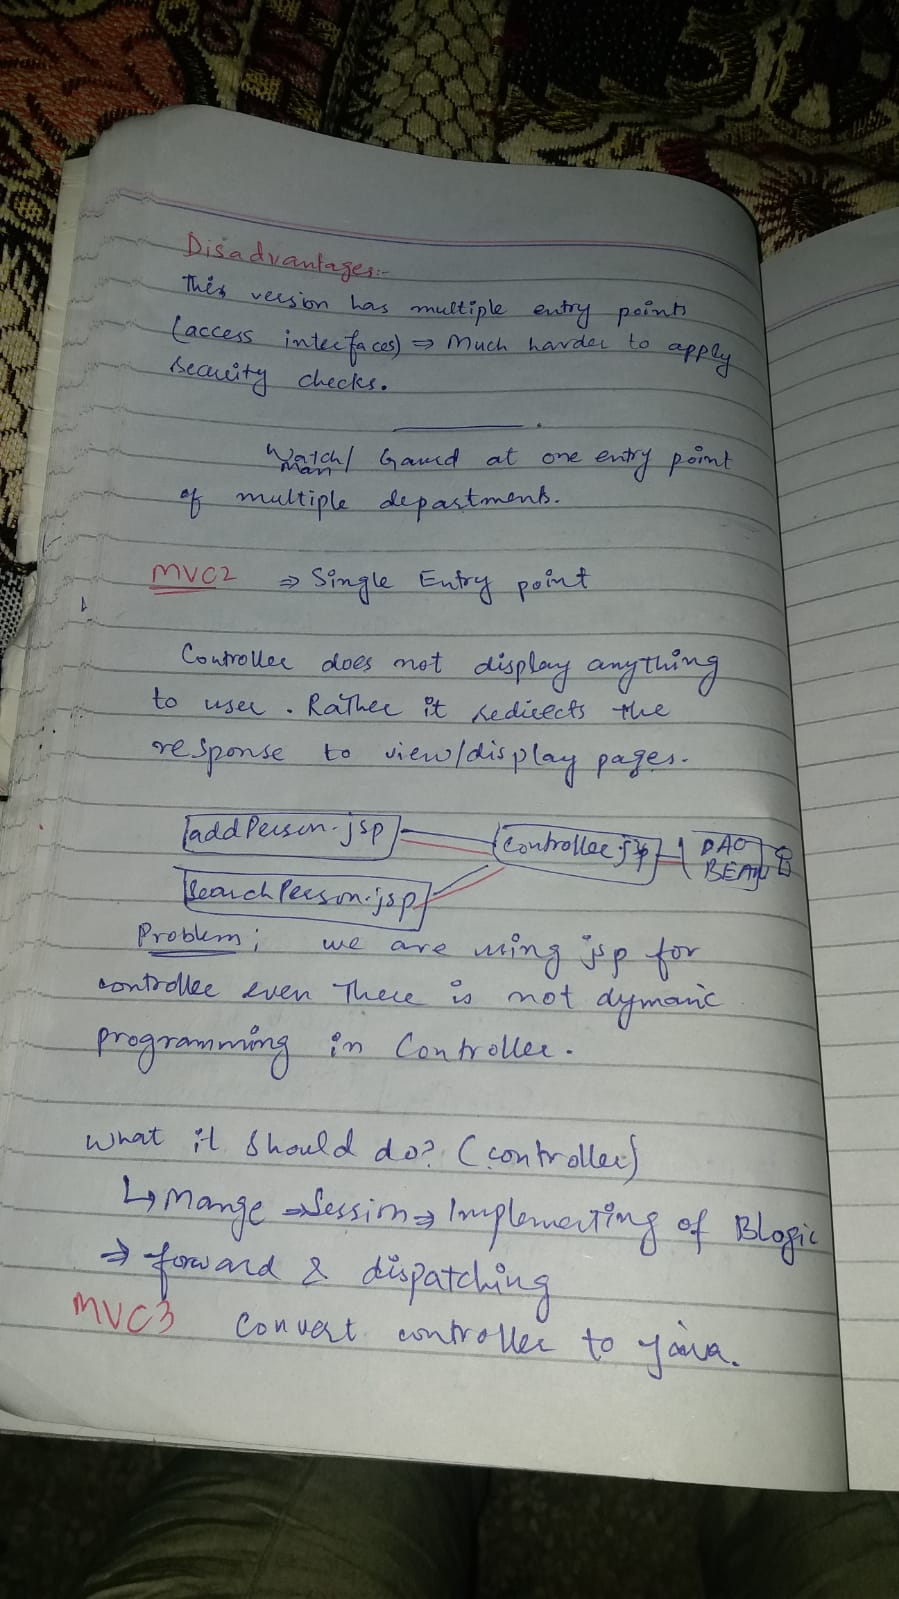 Disadvantages:-
This version has multiple entry points
(access interfaces) ⇒ Much harder to apply
security checks.
Watch/ Gaurd at one entry point
man
of multiple departments.
MVC2 ⇒ Single Entry point
Controller does not display anything
to user. Rather it redirects the
response to view/display pages.
addPerson.jsp
controller.jsp
DAO
BEAN
SearchPerson.jsp
Problem; we are using jsp for
controller even There is not dymanic
programming in Controller.
What it should do? (controller)
↳ Mange ⇒ Session ⇒ Implementing of Blogic
⇒ forward & dispatching
MVC3 Convert controller to java.